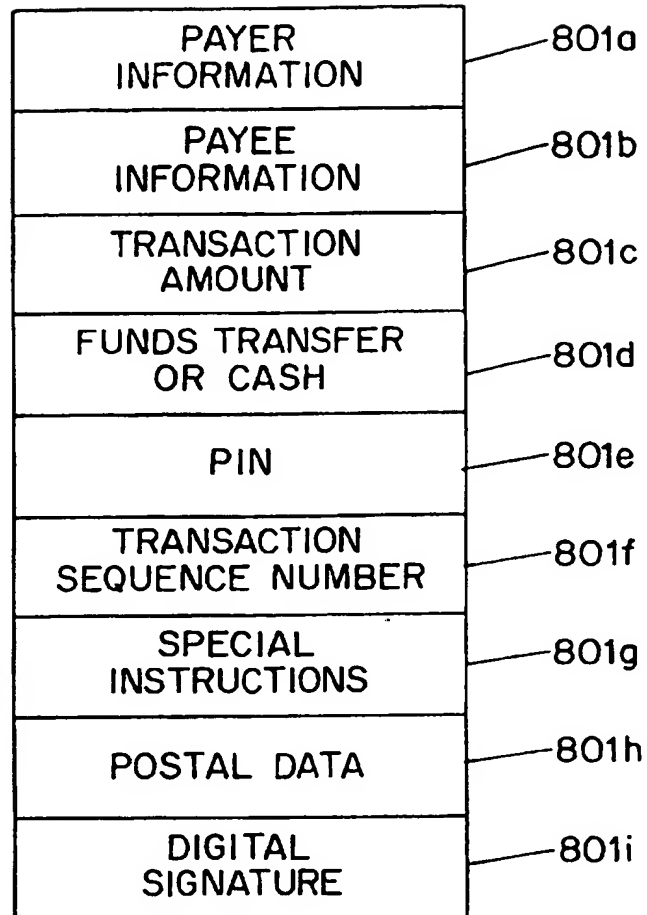 PAYER
INFORMATION
801a
PAYEE
INFORMATION
801b
TRANSACTION
AMOUNT
801c
FUNDS TRANSFER
OR CASH
801d
PIN
801e
TRANSACTION
SEQUENCE NUMBER
801f
SPECIAL
INSTRUCTIONS
801g
POSTAL DATA
801h
DIGITAL
SIGNATURE
801i